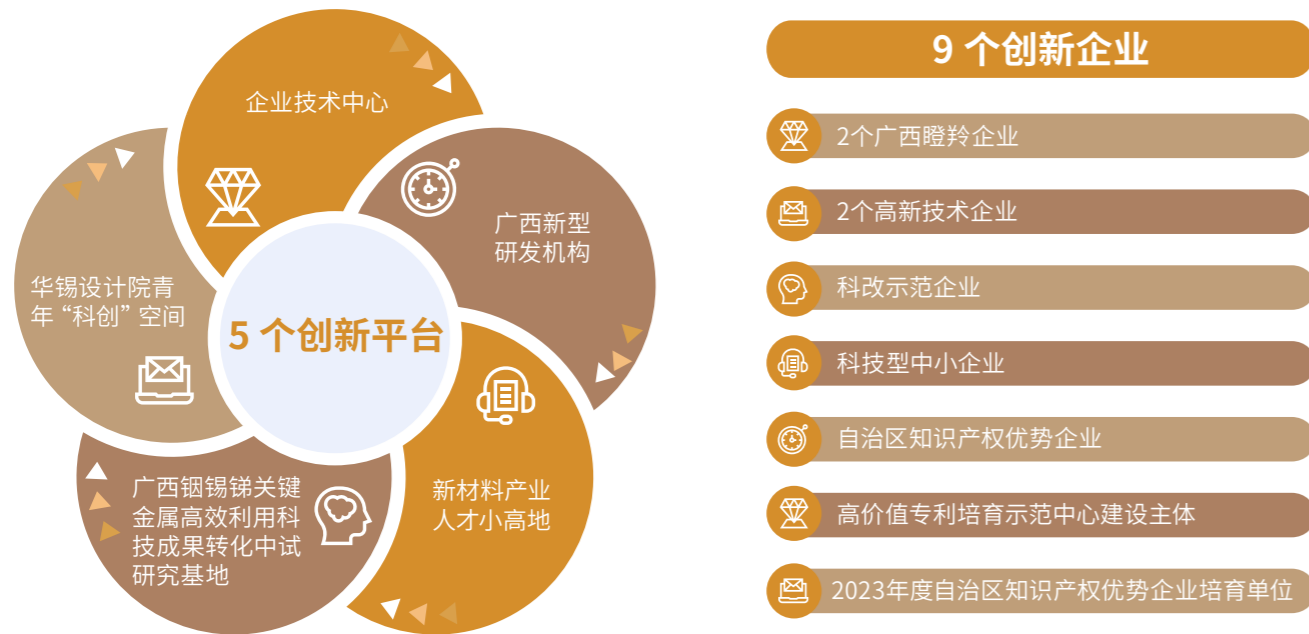 企业技术中心
广西新型
研发机构
新材料产业
人才小高地
广西铟锡锑关键
金属高效利用科
技成果转化中试
研究基地
华锡设计院青
年“科创”空间
5 个创新平台
9 个创新企业
2个广西瞪羚企业
2个高新技术企业
科改示范企业
科技型中小企业
自治区知识产权优势企业
高价值专利培育示范中心建设主体
2023年度自治区知识产权优势企业培育单位